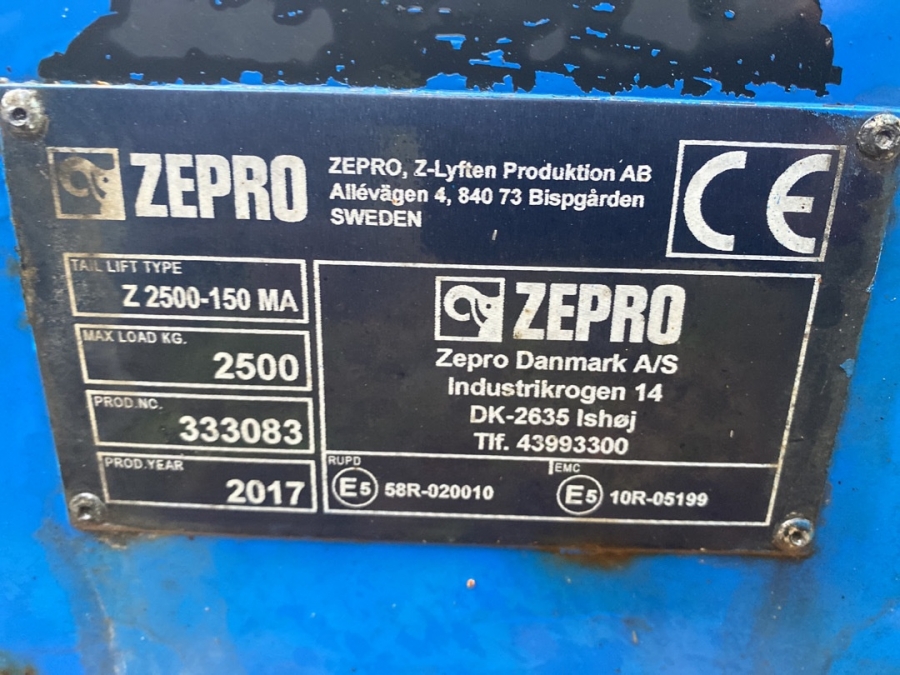 ZEPRO
ZEPRO, Z-Lyften Produktion AB
Allévägen 4, 840 73 Bispgården
SWEDEN
CE
TAIL LIFT TYPE
Z 2500-150 MA
MAX LOAD KG.
2500
PROD.NO.
333083
PROD.YEAR
2017
ZEPRO
Zepro Danmark A/S
Industrikrogen 14
DK-2635 Ishøj
Tlf. 43993300
RUPD
E5 58R-020010
EMC
E5 10R-05199